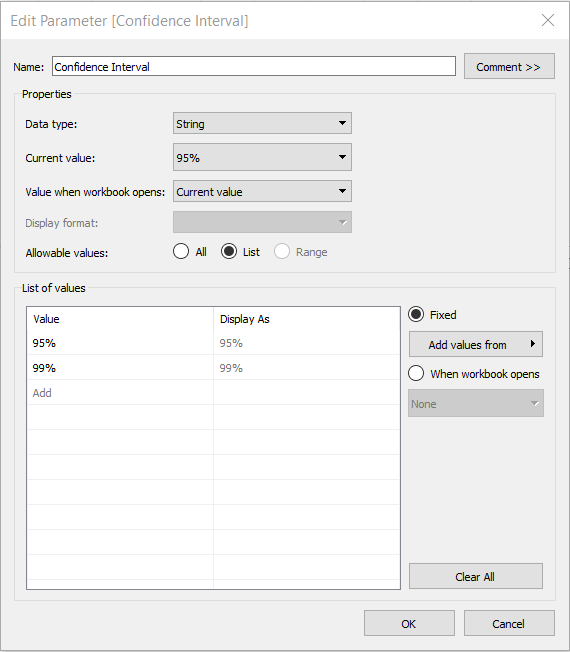 Edit Parameter [Confidence Interval]
Name: Confidence Interval Comment >>
Properties
Data type: String
Current value: 95%
Value when workbook opens: Current value
Display format:
Allowable values: All List Range
List of values
Value Display As
95% 95%
99% 99%
Add
Fixed
Add values from
When workbook opens
None
Clear All
OK Cancel